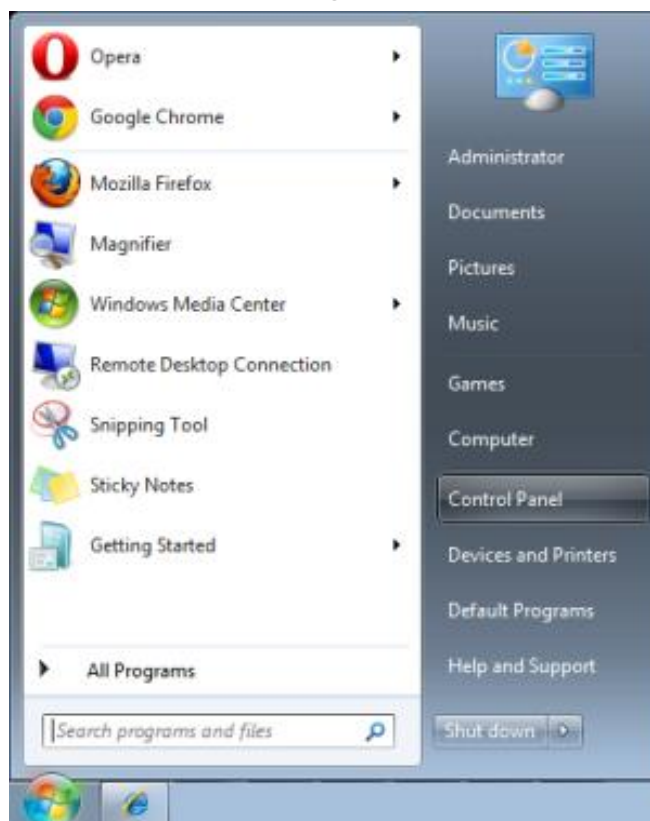 Opera
Google Chrome
Mozilla Firefox
Magnifier
Windows Media Center
Remote Desktop Connection
Snipping Tool
Sticky Notes
Getting Started
All Programs
Search programs and files
Administrator
Documents
Pictures
Music
Games
Computer
Control Panel
Devices and Printers
Default Programs
Help and Support
Shut down